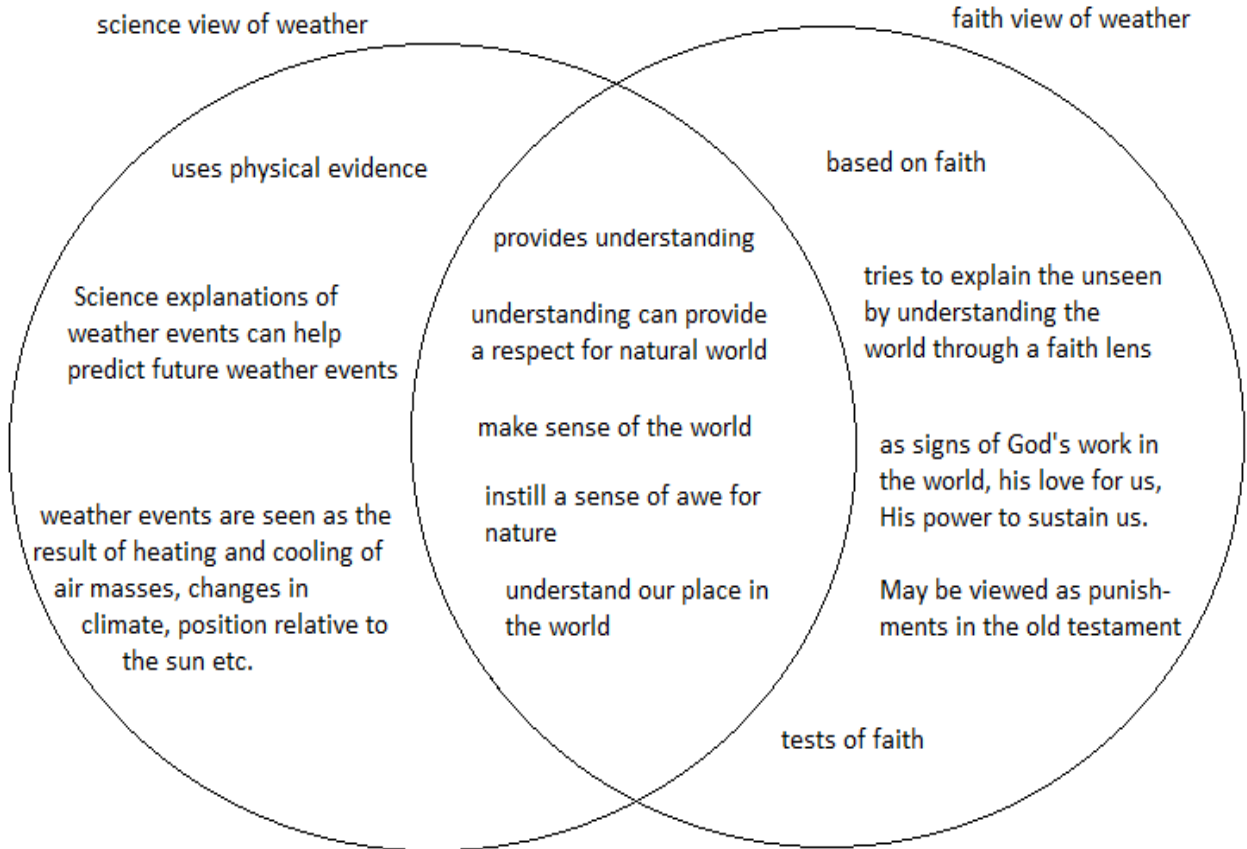 science view of weather
faith view of weather
uses physical evidence
Science explanations of
weather events can help
predict future weather events
weather events are seen as the
result of heating and cooling of
air masses, changes in
climate, position relative to
the sun etc.
provides understanding
understanding can provide
a respect for natural world
make sense of the world
instill a sense of awe for
nature
understand our place in
the world
based on faith
tries to explain the unseen
by understanding the
world through a faith lens
as signs of God's work in
the world, his love for us,
His power to sustain us.
May be viewed as punish-
ments in the old testament
tests of faith